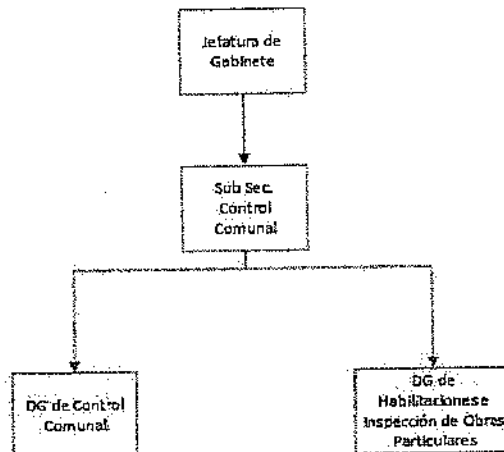 Jefatura de
Gabinete
Sub Sec.
Control
Comunal
DG de Control
Comunal
DG de
Habilitaciones e
Inspección de Obras
Particulares